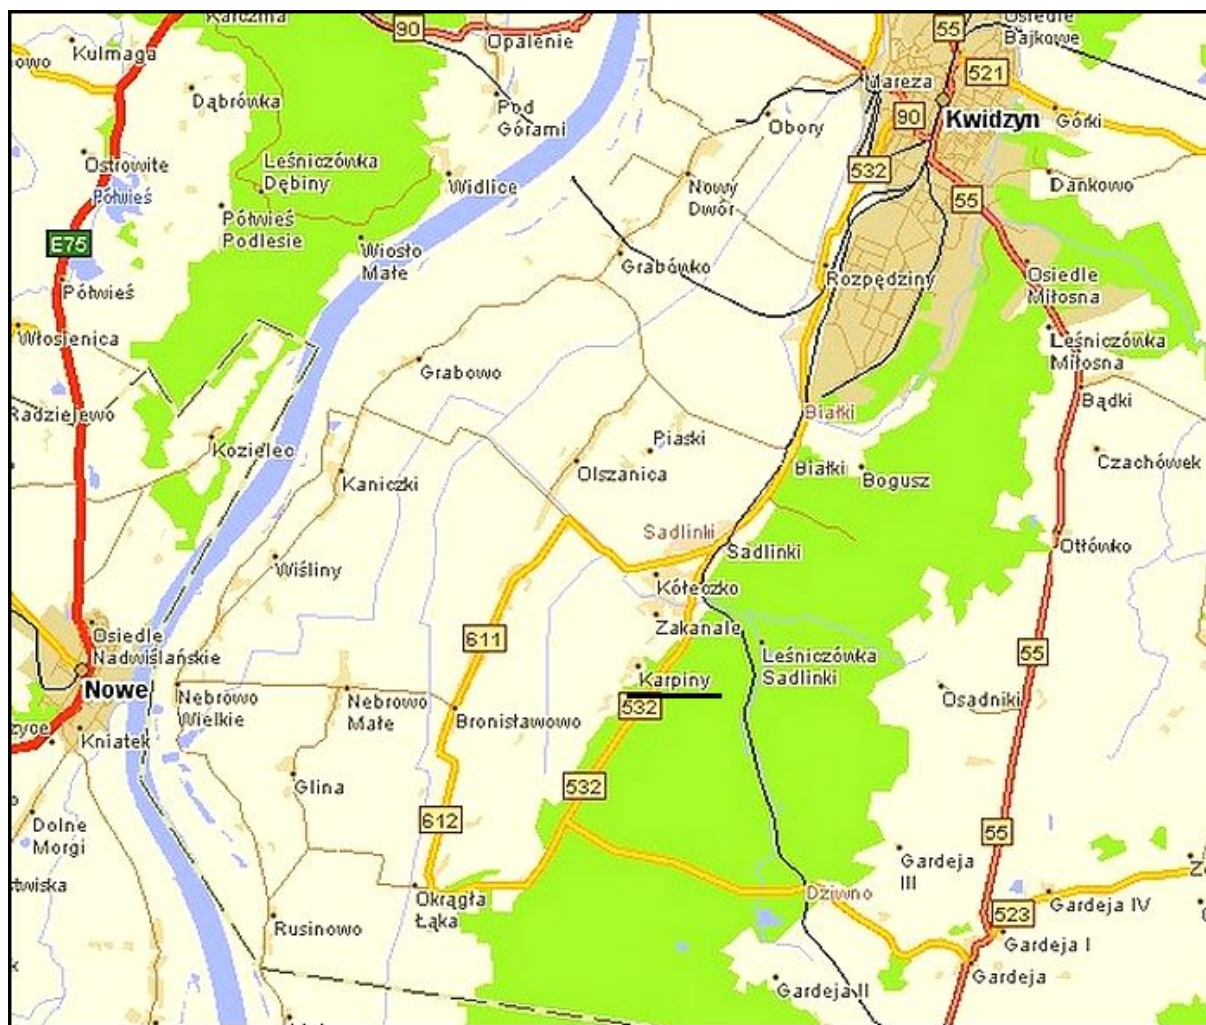 Karczma
90
Opalenie
55
Osiedle
Bajkowe
Kulmaga
owo
Mareza
521
Dąbrówka
Pod
Górami
Obory
90
Kwidzyn
Górki
Ostrowite
Półwieś
Leśniczówka
Dębiny
Widlice
Nowy
Dwór
532
55
Dankowo
Półwieś
Podlesie
E75
Wiosło
Małe
Grabówko
Rozpędziny
Osiedle
Miłosna
Półwieś
Włosienica
Leśniczówka
Miłosna
Grabowo
Bądki
Radziejewo
Białki
Kozielec
Piaski
Olszanica
Białki
Bogusz
Czachówek
Kaniczki
Sadlinki
Sadlinki
Otłówko
Wiśliny
Kółeczko
Zakanale
611
Osiedle
Nadwiślańskie
Nowe
Leśniczówka
Sadlinki
55
Karpiny
532
Osadniki
Nebrowo
Wielkie
Nebrowo
Małe
Bronisławowo
zyce
Kniatek
Glina
532
612
Dolne
Morgi
55
Gardeja
III
Okrągła
Łąka
Dziwno
Gardeja IV
523
Rusinowo
Gardeja I
Gardeja
Gardeja II